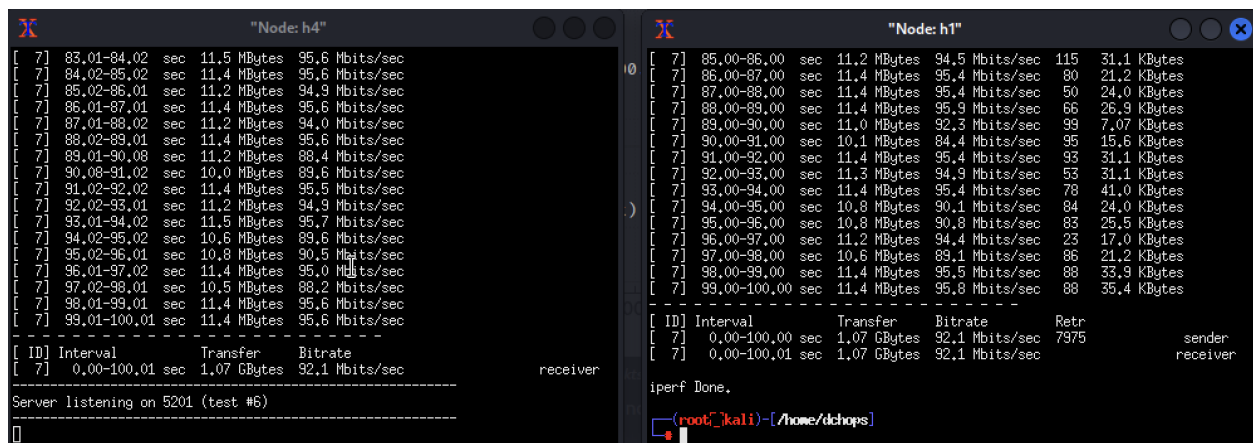 "Node: h4"
[ 7] 83.01-84.02 sec 11.5 MBytes 95.6 Mbits/sec
[ 7] 84.02-85.02 sec 11.4 MBytes 95.6 Mbits/sec
[ 7] 85.02-86.01 sec 11.2 MBytes 94.9 Mbits/sec
[ 7] 86.01-87.01 sec 11.4 MBytes 95.6 Mbits/sec
[ 7] 87.01-88.02 sec 11.2 MBytes 94.0 Mbits/sec
[ 7] 88.02-89.01 sec 11.4 MBytes 95.6 Mbits/sec
[ 7] 89.01-90.08 sec 11.2 MBytes 88.4 Mbits/sec
[ 7] 90.08-91.02 sec 10.0 MBytes 89.6 Mbits/sec
[ 7] 91.02-92.02 sec 11.4 MBytes 95.5 Mbits/sec
[ 7] 92.02-93.01 sec 11.2 MBytes 94.9 Mbits/sec
[ 7] 93.01-94.02 sec 11.5 MBytes 95.7 Mbits/sec
[ 7] 94.02-95.02 sec 10.6 MBytes 89.6 Mbits/sec
[ 7] 95.02-96.01 sec 10.8 MBytes 90.5 Mbits/sec
[ 7] 96.01-97.02 sec 11.4 MBytes 95.0 Mbits/sec
[ 7] 97.02-98.01 sec 10.5 MBytes 88.2 Mbits/sec
[ 7] 98.01-99.01 sec 11.4 MBytes 95.6 Mbits/sec
[ 7] 99.01-100.01 sec 11.4 MBytes 95.6 Mbits/sec
- - - - - - - - - - - - - - - - - - - - - - - - -
[ ID] Interval Transfer Bitrate
[ 7] 0.00-100.01 sec 1.07 GBytes 92.1 Mbits/sec receiver
-----------------------------------------------------------
Server listening on 5201 (test #6)
-----------------------------------------------------------
"Node: h1"
[ 7] 85.00-86.00 sec 11.2 MBytes 94.5 Mbits/sec 115 31.1 KBytes
[ 7] 86.00-87.00 sec 11.4 MBytes 95.4 Mbits/sec 80 21.2 KBytes
[ 7] 87.00-88.00 sec 11.4 MBytes 95.4 Mbits/sec 50 24.0 KBytes
[ 7] 88.00-89.00 sec 11.4 MBytes 95.9 Mbits/sec 66 26.9 KBytes
[ 7] 89.00-90.00 sec 11.0 MBytes 92.3 Mbits/sec 99 7.07 KBytes
[ 7] 90.00-91.00 sec 10.1 MBytes 84.4 Mbits/sec 95 15.6 KBytes
[ 7] 91.00-92.00 sec 11.4 MBytes 95.4 Mbits/sec 93 31.1 KBytes
[ 7] 92.00-93.00 sec 11.3 MBytes 94.9 Mbits/sec 53 31.1 KBytes
[ 7] 93.00-94.00 sec 11.4 MBytes 95.4 Mbits/sec 78 41.0 KBytes
[ 7] 94.00-95.00 sec 10.8 MBytes 90.1 Mbits/sec 84 24.0 KBytes
[ 7] 95.00-96.00 sec 10.8 MBytes 90.8 Mbits/sec 83 25.5 KBytes
[ 7] 96.00-97.00 sec 11.2 MBytes 94.4 Mbits/sec 23 17.0 KBytes
[ 7] 97.00-98.00 sec 10.6 MBytes 89.1 Mbits/sec 86 21.2 KBytes
[ 7] 98.00-99.00 sec 11.4 MBytes 95.5 Mbits/sec 88 33.9 KBytes
[ 7] 99.00-100.00 sec 11.4 MBytes 95.8 Mbits/sec 88 35.4 KBytes
- - - - - - - - - - - - - - - - - - - - - - - - -
[ ID] Interval Transfer Bitrate Retr
[ 7] 0.00-100.00 sec 1.07 GBytes 92.1 Mbits/sec 7975 sender
[ 7] 0.00-100.01 sec 1.07 GBytes 92.1 Mbits/sec receiver
iperf Done.
(root kali)-[/home/dchops]